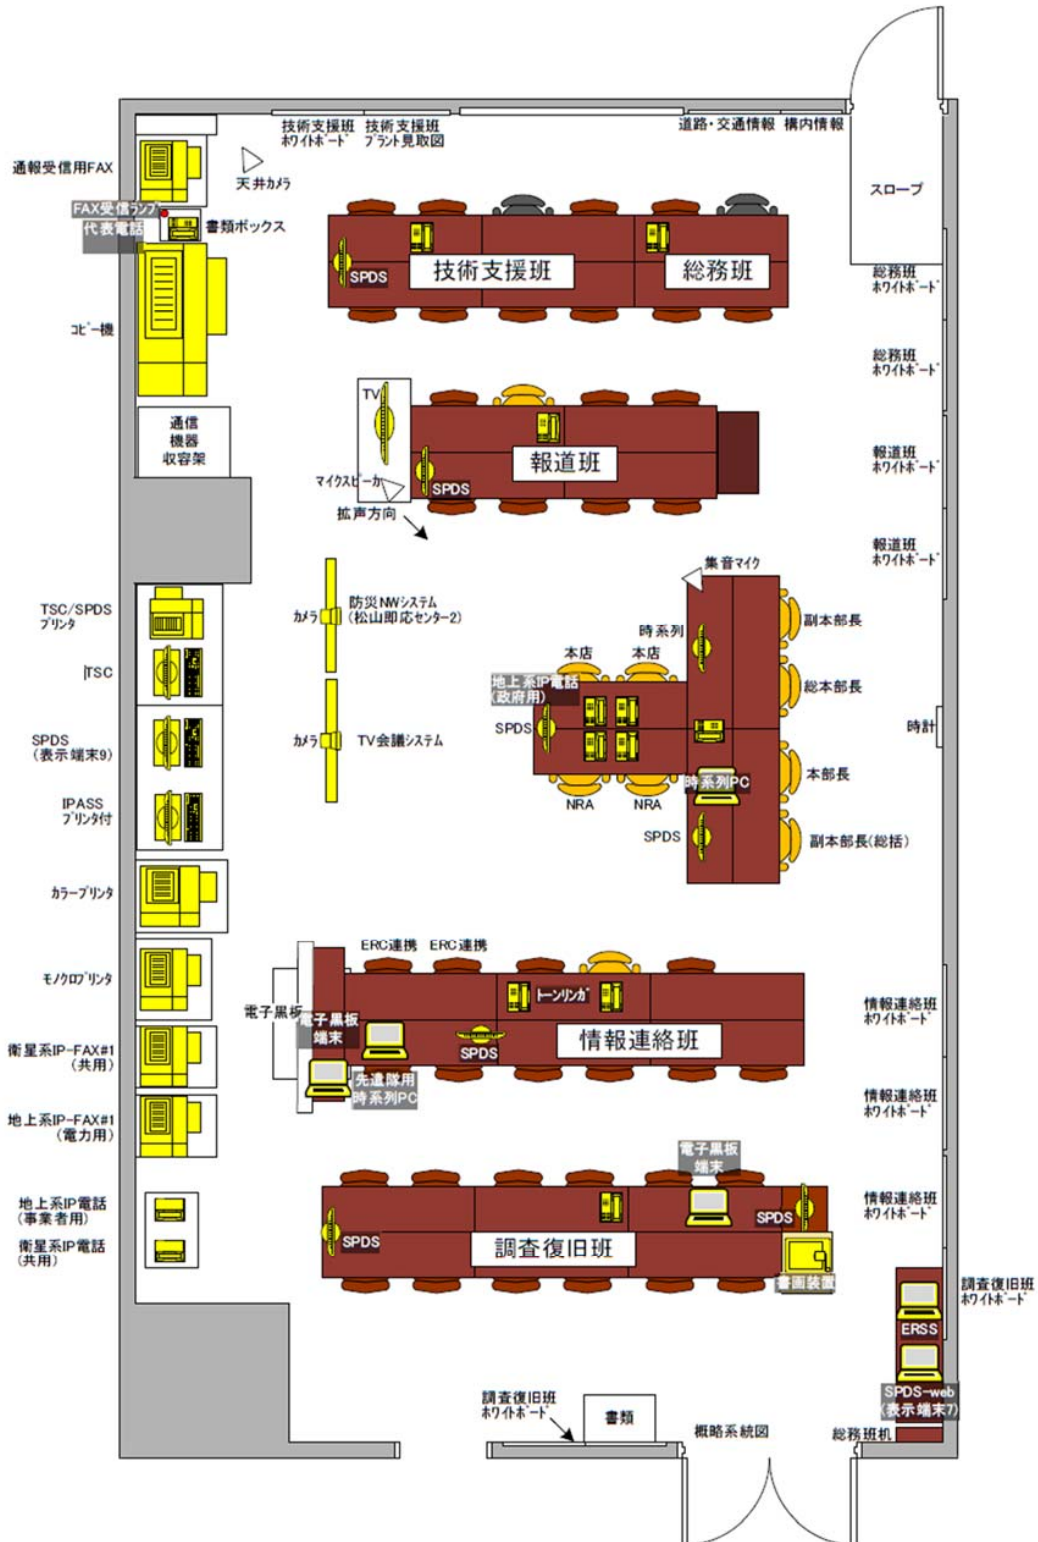 技術支援班
ホワイトボード
技術支援班
プラント見取図
道路・交通情報
構内情報
通報受信用FAX
天井カメラ
スロープ
FAX受信ランプ
代表電話
書類ボックス
技術支援班
総務班
SPDS
総務班
ホワイトボード
コピー機
総務班
ホワイトボード
TV
通信
機器
収容架
報道班
報道班
ホワイトボード
マイクスピーカ
SPDS
拡声方向
報道班
ホワイトボード
集音マイク
TSC/SPDS
プリンタ
カメラ
防災NWシステム
(松山即応センター2)
時系列
副本部長
本店
本店
TSC
地上系IP電話
(政府用)
総本部長
SPDS
時計
SPDS
(表示端末9)
カメラ
TV会議システム
本部長
時系列PC
IPASS
プリンタ付
NRA
NRA
SPDS
副本部長(総括)
カラープリンタ
ERC連携
ERC連携
モノクロプリンタ
トーンリンガ
電子黒板
電子黒板
端末
情報連絡班
ホワイトボード
SPDS
情報連絡班
衛星系IP-FAX#1
(共用)
先遣隊用
時系列PC
情報連絡班
ホワイトボード
地上系IP-FAX#1
(電力用)
電子黒板
端末
地上系IP電話
(事業者用)
情報連絡班
ホワイトボード
SPDS
SPDS
衛星系IP電話
(共用)
調査復旧班
書画装置
調査復旧班
ホワイトボード
ERSS
SPDS-web
(表示端末7)
調査復旧班
ホワイトボード
書類
概略系統図
総務班机